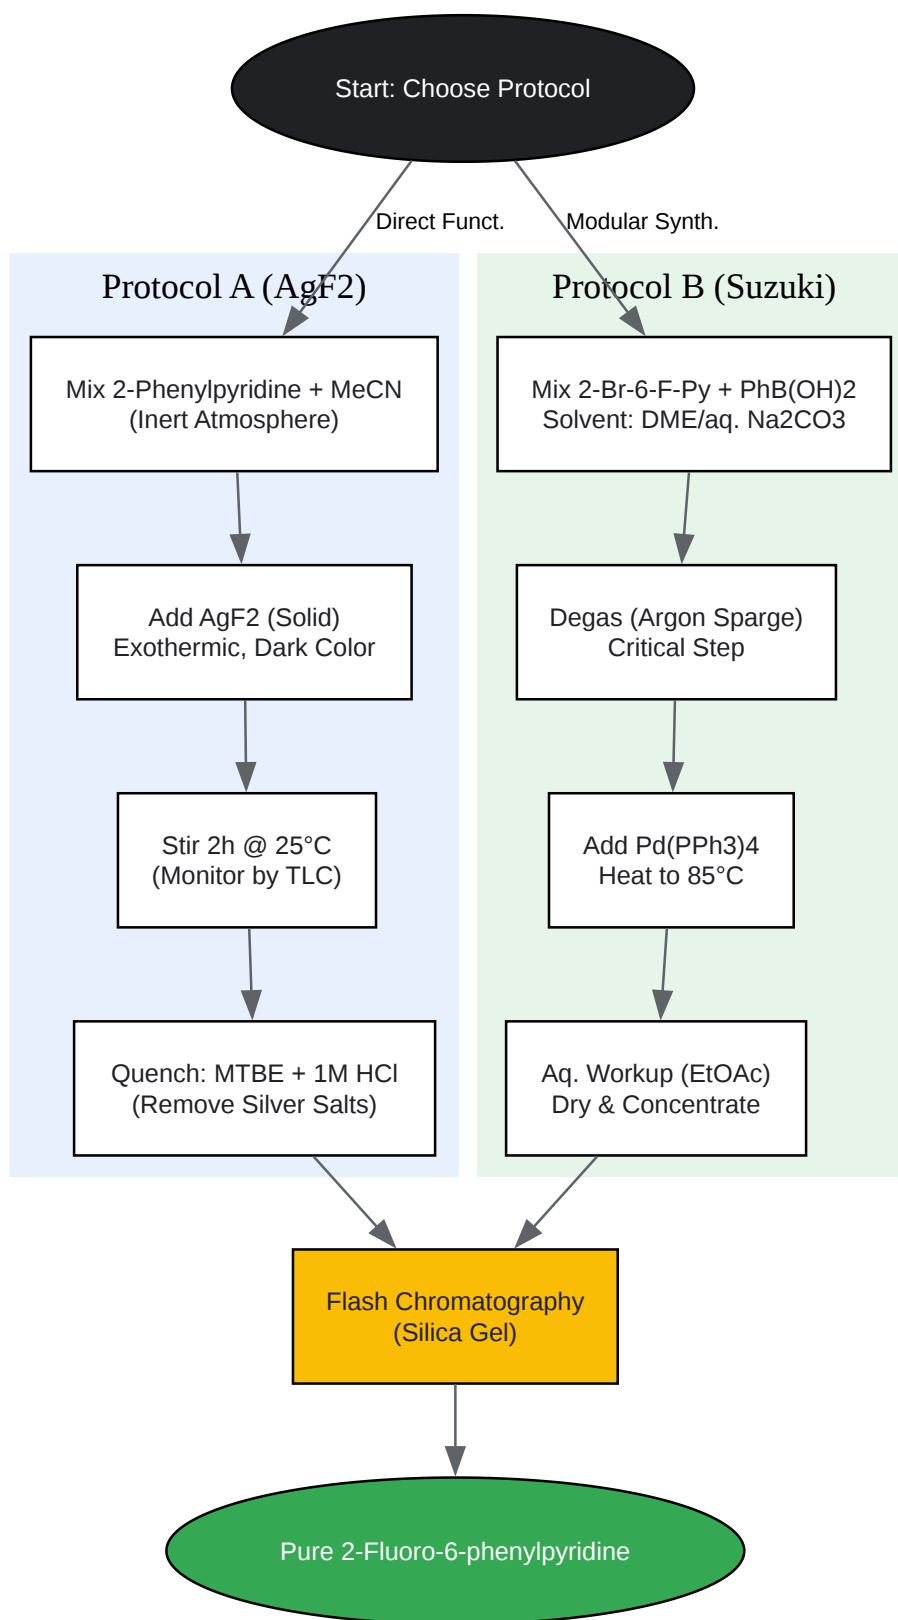 Start: Choose Protocol
Direct Funct.
Modular Synth.
Protocol A (AgF2)
Mix 2-Phenylpyridine + MeCN
(Inert Atmosphere)
Add AgF2 (Solid)
Exothermic, Dark Color
Stir 2h @ 25°C
(Monitor by TLC)
Quench: MTBE + 1M HCl
(Remove Silver Salts)
Protocol B (Suzuki)
Mix 2-Br-6-F-Py + PhB(OH)2
Solvent: DME/aq. Na2CO3
Degas (Argon Sparge)
Critical Step
Add Pd(PPh3)4
Heat to 85°C
Aq. Workup (EtOAc)
Dry & Concentrate
Flash Chromatography
(Silica Gel)
Pure 2-Fluoro-6-phenylpyridine